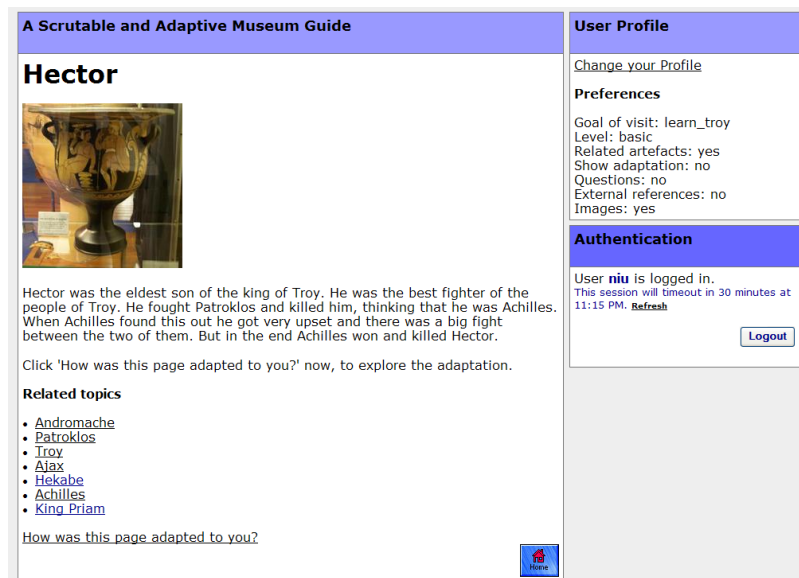 A Scrutable and Adaptive Museum Guide
Hector
Hector was the eldest son of the king of Troy. He was the best fighter of the
people of Troy. He fought Patroklos and killed him, thinking that he was Achilles.
When Achilles found this out he got very upset and there was a big fight
between the two of them. But in the end Achilles won and killed Hector.
Click 'How was this page adapted to you?' now, to explore the adaptation.
Related topics
• Andromache
• Patroklos
• Troy
• Ajax
• Hekabe
• Achilles
• King Priam
How was this page adapted to you?
Home
User Profile
Change your Profile
Preferences
Goal of visit: learn_troy
Level: basic
Related artefacts: yes
Show adaptation: no
Questions: no
External references: no
Images: yes
Authentication
User niu is logged in.
This session will timeout in 30 minutes at
11:15 PM. Refresh
Logout